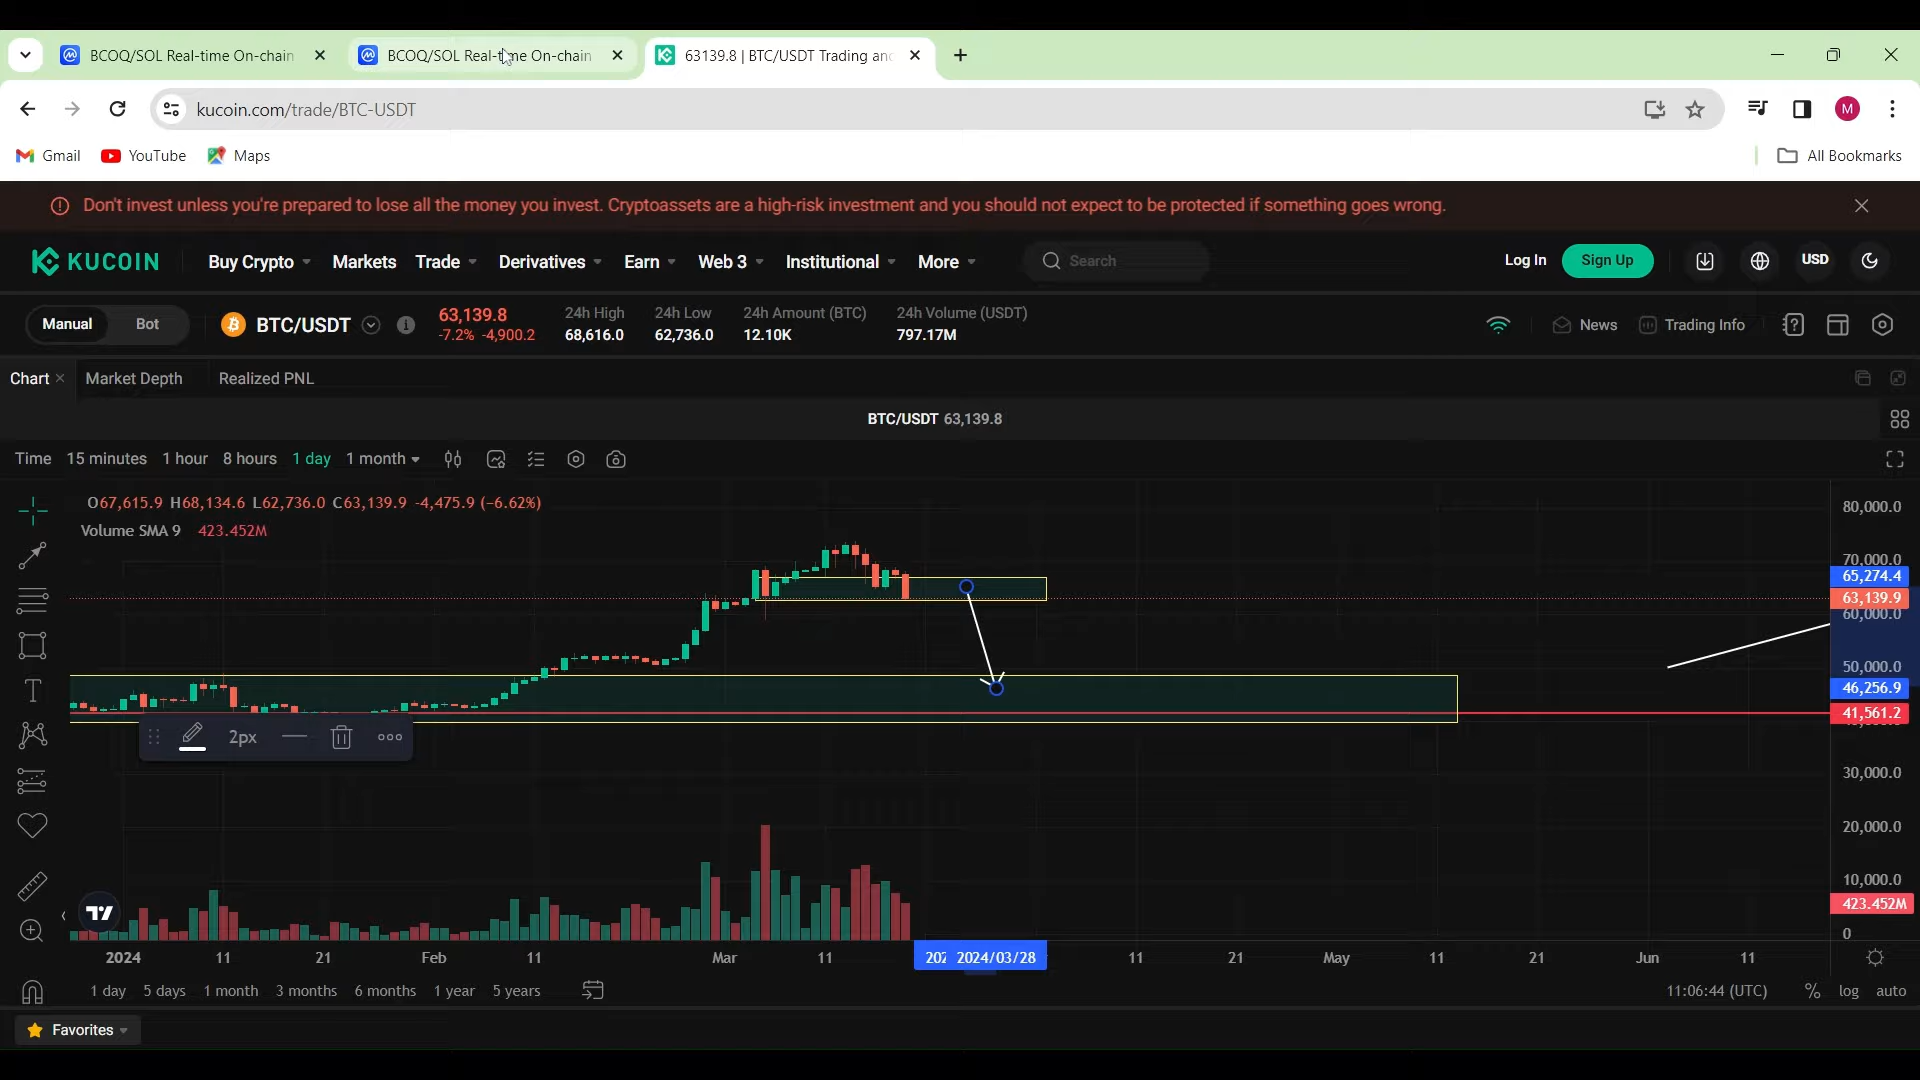 BCOQ/SOL Real-time On-chain
BCOQ/SOL Real-time On-chain
63139.8 | BTC/USDT Trading anc
kucoin.com/trade/BTC-USDT
M
Gmail
YouTube
Maps
All Bookmarks
Don't invest unless you're prepared to lose all the money you invest. Cryptoassets are a high-risk investment and you should not expect to be protected if something goes wrong.
KUCOIN
Buy Crypto
Markets
Trade
Derivatives
Earn
Web 3
Institutional
More
Search
Log In
Sign Up
USD
Manual
Bot
BTC/USDT
63,139.8
-7.2% -4,900.2
24h High
68,616.0
24h Low
62,736.0
24h Amount (BTC)
12.10K
24h Volume (USDT)
797.17M
News
Trading Info
Chart
Market Depth
Realized PNL
BTC/USDT 63,139.8
Time 15 minutes 1 hour 8 hours 1 day 1 month
O67,615.9 H68,134.6 L62,736.0 C63,139.9 -4,475.9 (-6.62%)
Volume SMA 9 423.452M
80,000.0
70,000.0
65,274.4
63,139.9
60,000.0
50,000.0
46,256.9
41,561.2
30,000.0
20,000.0
10,000.0
423.452M
0
2px
2024 11 21 Feb 11 Mar 11 202 2024/03/28 11 21 May 11 21 Jun 11
1 day 5 days 1 month 3 months 6 months 1 year 5 years
11:06:44 (UTC) % log auto
Favorites